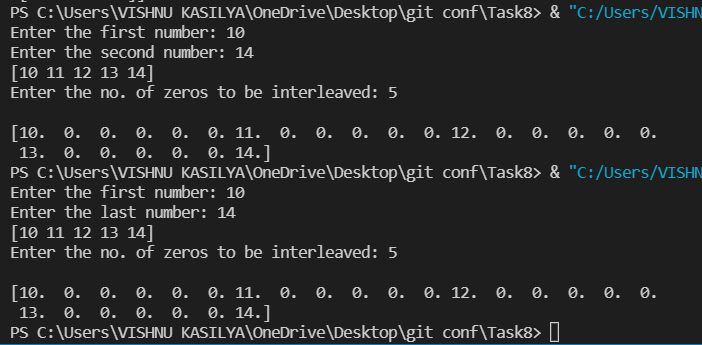 PS C:\Users\VISHNU KASILYA\OneDrive\Desktop\git conf\Task8> & "C:/Users/VISHN
Enter the first number: 10
Enter the second number: 14
[10 11 12 13 14]
Enter the no. of zeros to be interleaved: 5
[10.  0.  0.  0.  0.  0. 11.  0.  0.  0.  0.  0. 12.  0.  0.  0.  0.  0.
 13.  0.  0.  0.  0.  0. 14.]
PS C:\Users\VISHNU KASILYA\OneDrive\Desktop\git conf\Task8> & "C:/Users/VISHN
Enter the first number: 10
Enter the last number: 14
[10 11 12 13 14]
Enter the no. of zeros to be interleaved: 5
[10.  0.  0.  0.  0.  0. 11.  0.  0.  0.  0.  0. 12.  0.  0.  0.  0.  0.
 13.  0.  0.  0.  0.  0. 14.]
PS C:\Users\VISHNU KASILYA\OneDrive\Desktop\git conf\Task8>